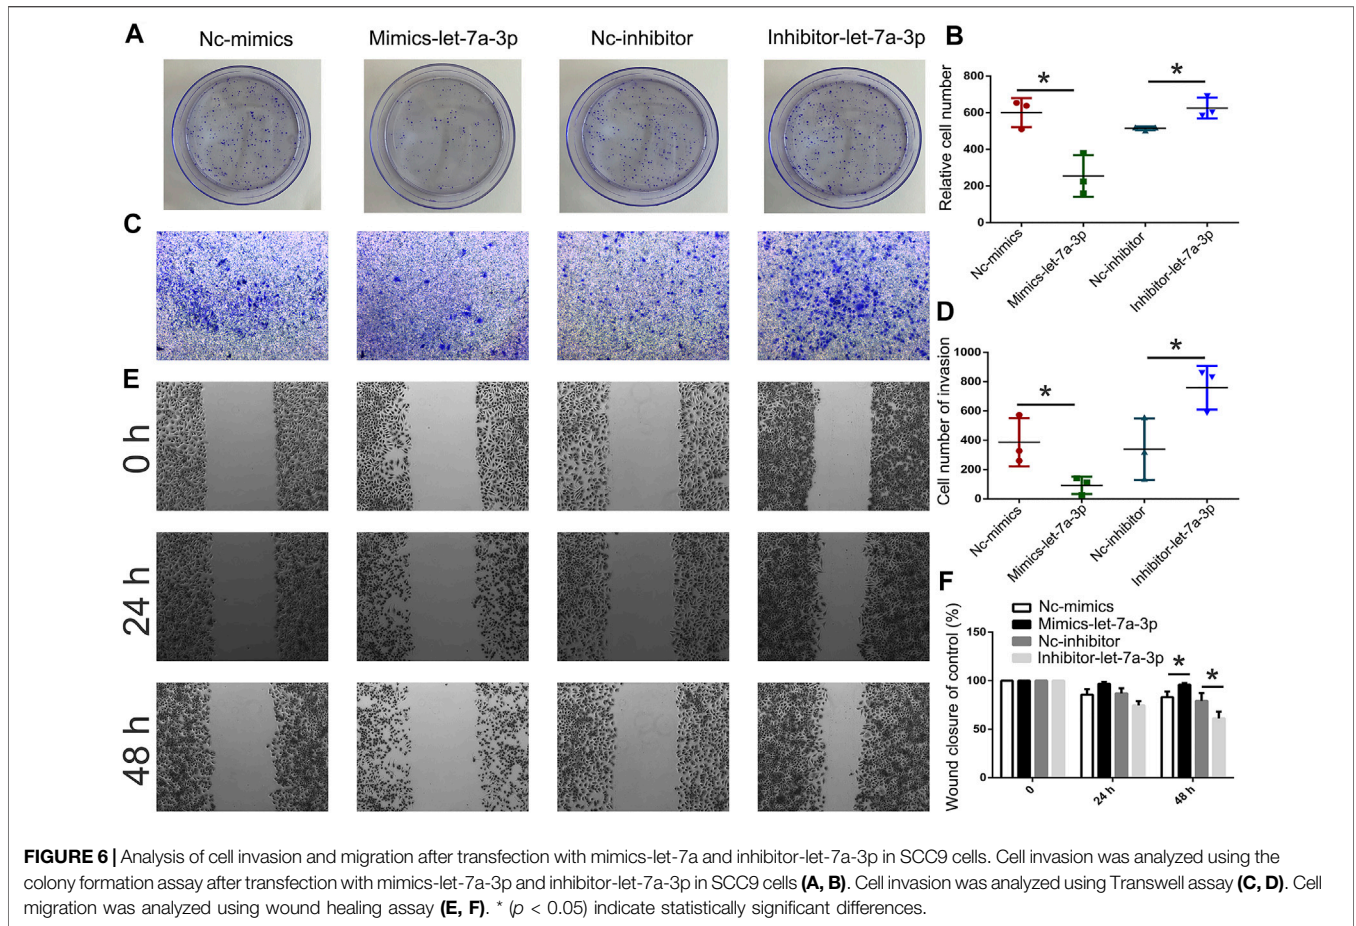 A
Nc-mimics
Mimics-let-7a-3p
Nc-inhibitor
Inhibitor-let-7a-3p
B
Relative cell number
800
600
400
200
0
*
*
Nc-mimics
Mimics-let-7a-3p
Nc-inhibitor
Inhibitor-let-7a-3p
C
D
Cell number of invasion
1000
800
600
400
200
0
*
*
Nc-mimics
Mimics-let-7a-3p
Nc-inhibitor
Inhibitor-let-7a-3p
E
0 h
24 h
48 h
F
Nc-mimics
Mimics-let-7a-3p
Nc-inhibitor
Inhibitor-let-7a-3p
Wound closure of control (%)
150
100
50
0
*
*
0
24 h
48 h
FIGURE 6 | Analysis of cell invasion and migration after transfection with mimics-let-7a and inhibitor-let-7a-3p in SCC9 cells. Cell invasion was analyzed using the
colony formation assay after transfection with mimics-let-7a-3p and inhibitor-let-7a-3p in SCC9 cells (A, B). Cell invasion was analyzed using Transwell assay (C, D). Cell
migration was analyzed using wound healing assay (E, F). * (p < 0.05) indicate statistically significant differences.